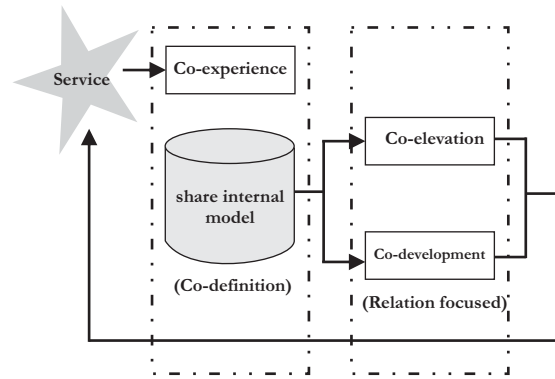 Service
Co-experience
share internal
model
(Co-definition)
Co-elevation
Co-development
(Relation focused)